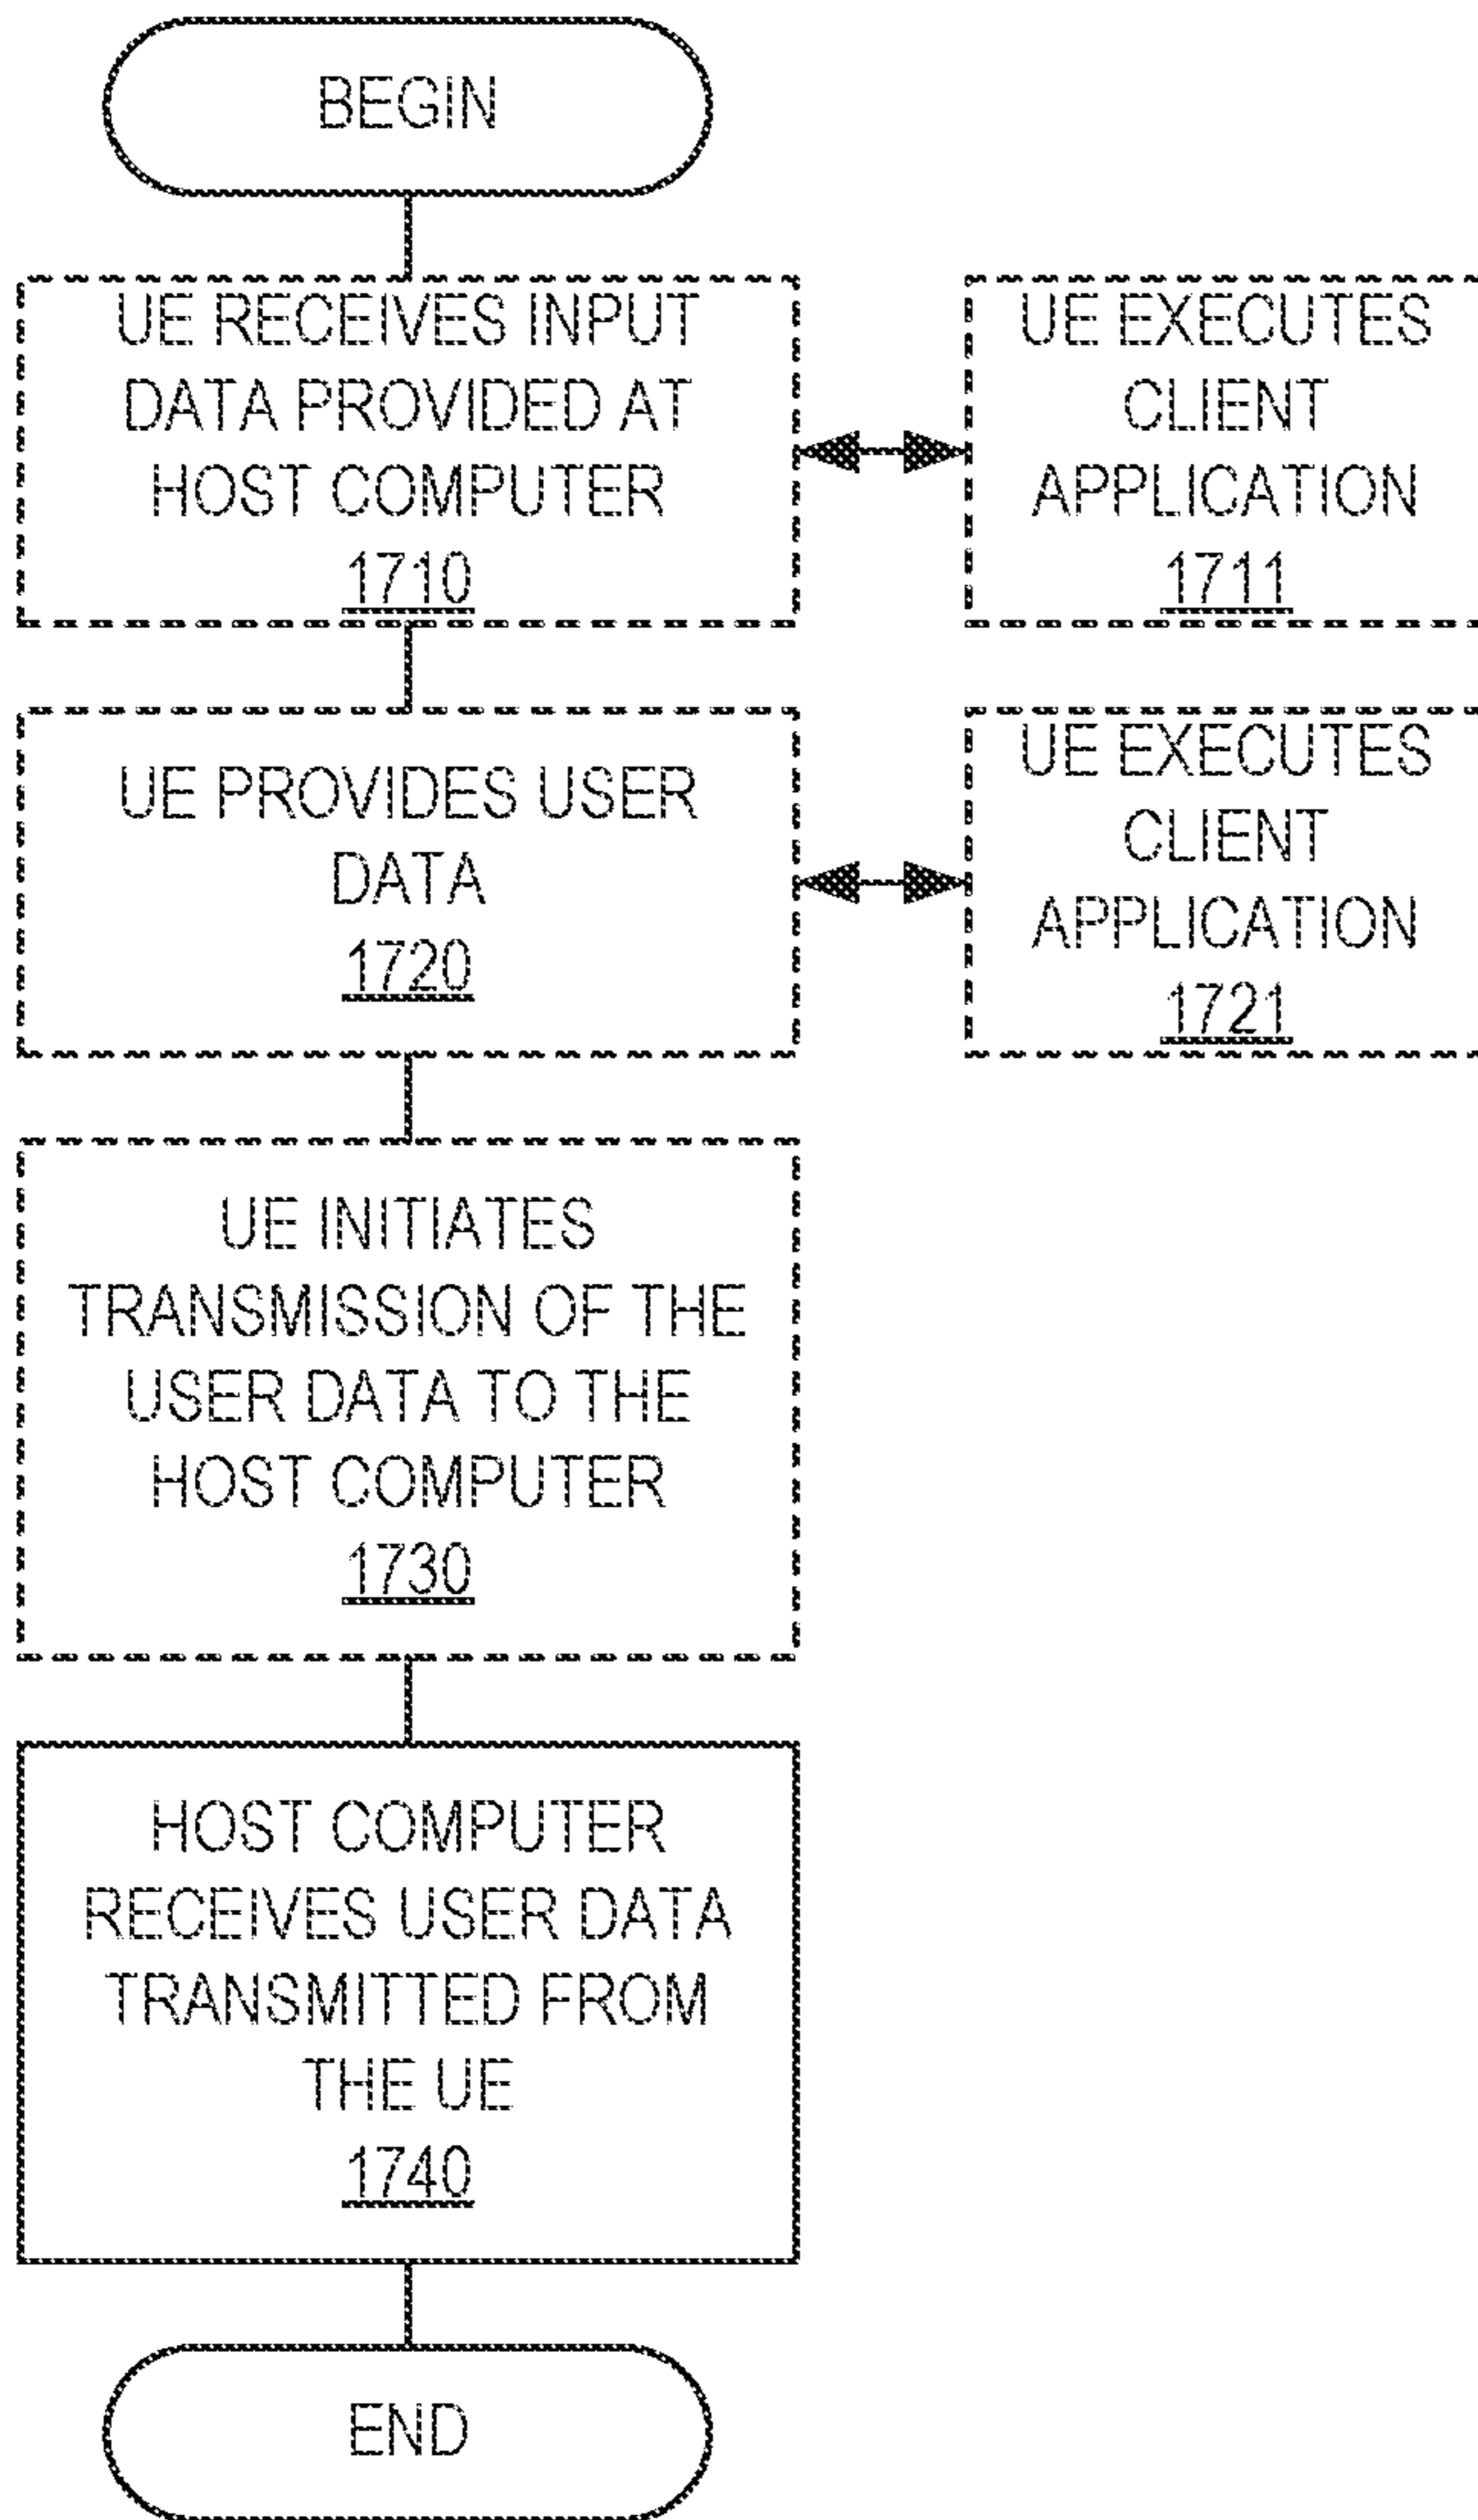 BEGIN
UE RECEIVES INPUT
DATA PROVIDED AT
HOST COMPUTER
1710
UE EXECUTES
CLIENT
APPLICATION
1711
UE PROVIDES USER
DATA
1720
UE EXECUTES
CLIENT
APPLICATION
1721
UE INITIATES
TRANSMISSION OF THE
USER DATA TO THE
HOST COMPUTER
1730
HOST COMPUTER
RECEIVES USER DATA
TRANSMITTED FROM
THE UE
1740
END